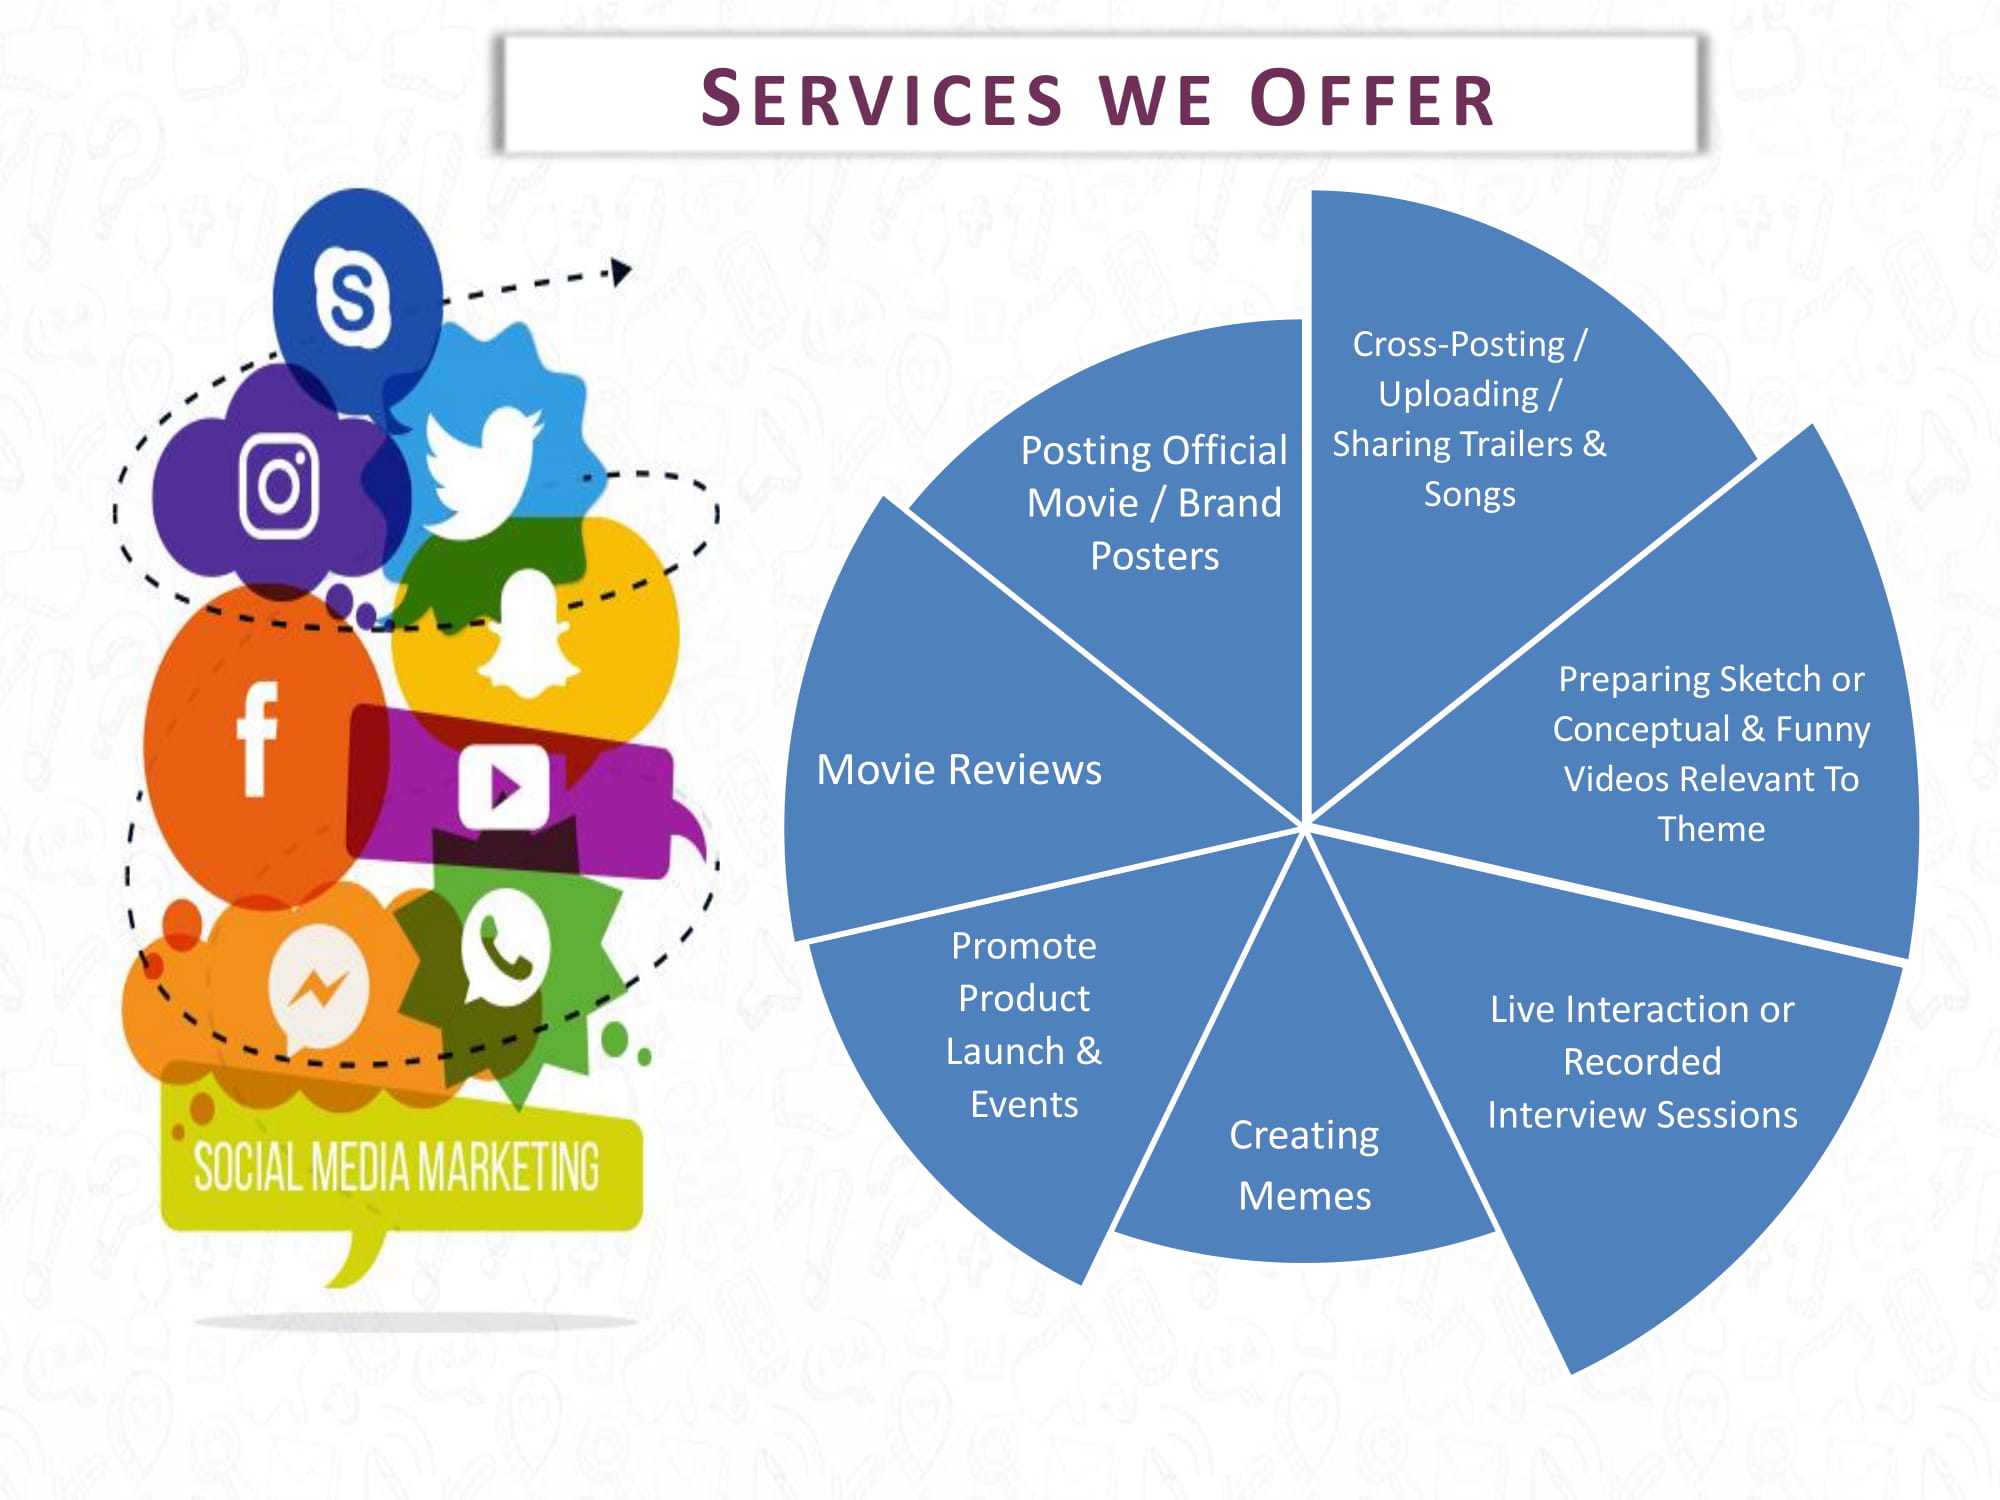 SERVICES WE OFFER
Cross-Posting /
Uploading /
Sharing Trailers &
Songs
Preparing Sketch or
Conceptual & Funny
Videos Relevant To
Theme
Live Interaction or
Recorded
Interview Sessions
Creating
Memes
Promote
Product
Launch &
Events
Movie Reviews
Posting Official
Movie / Brand
Posters
SOCIAL MEDIA MARKETING